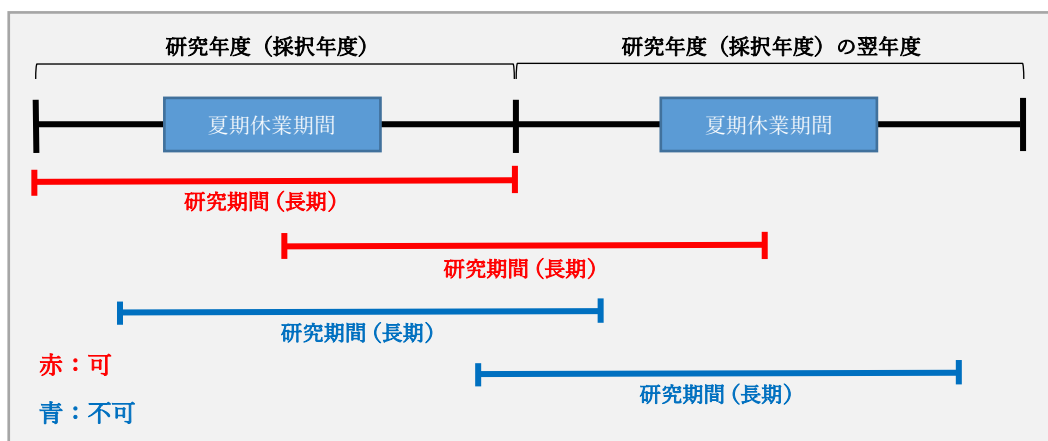 研究年度（採択年度）
研究年度（採択年度）の翌年度
夏期休業期間
夏期休業期間
研究期間（長期）
研究期間（長期）
研究期間（長期）
赤：可
研究期間（長期）
青：不可